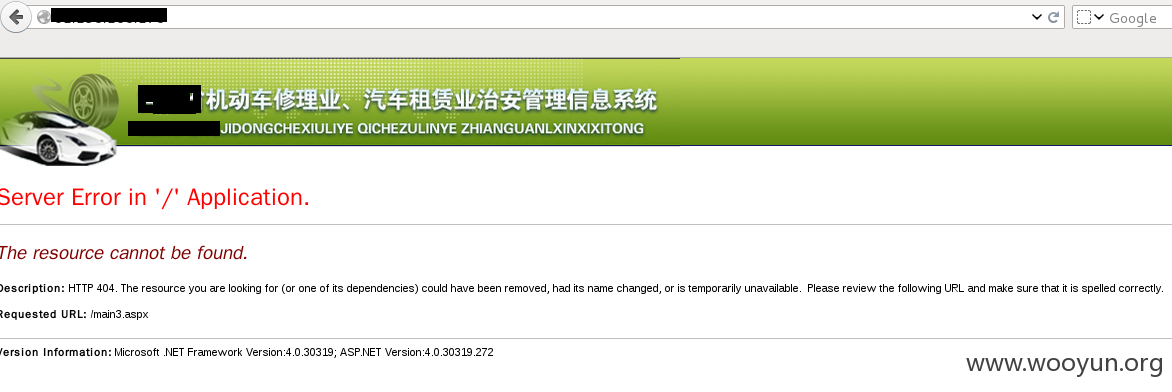 Google
机动车修理业、汽车租赁业治安管理信息系统
JIDONGCHEXIULIYE QICHEZULINYE ZHIANGUANLXINXIXITONG
Server Error in '/' Application.
The resource cannot be found.
Description: HTTP 404. The resource you are looking for (or one of its dependencies) could have been removed, had its name changed, or is temporarily unavailable. Please review the following URL and make sure that it is spelled correctly.
Requested URL: /main3.aspx
Version Information: Microsoft .NET Framework Version:4.0.30319; ASP.NET Version:4.0.30319.272
www.wooyun.org